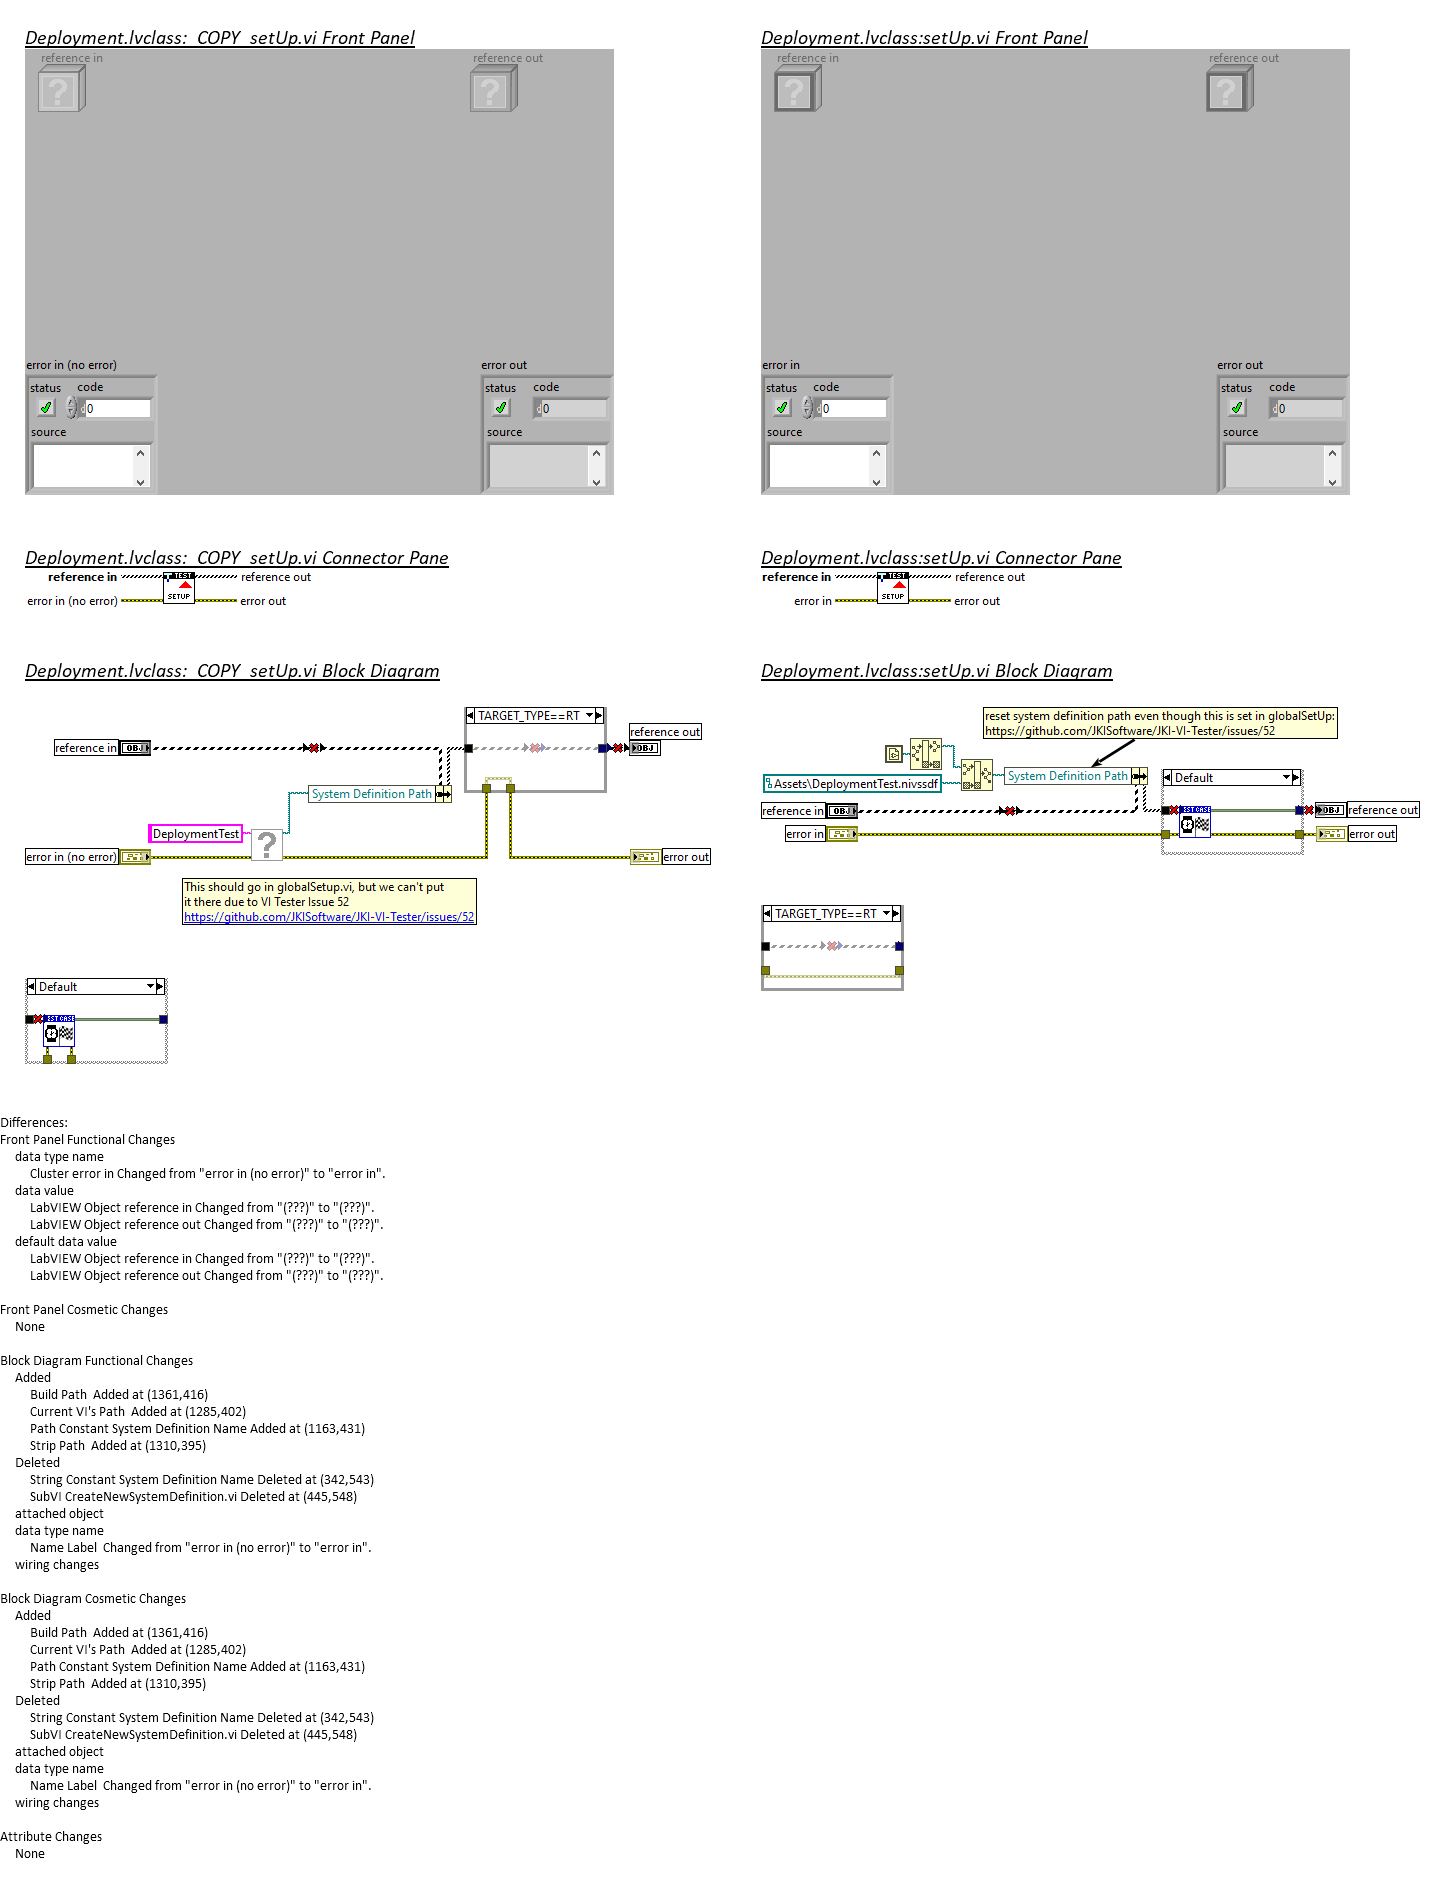 Deployment.lvclass:_COPY_setUp.vi Front Panel
reference in
reference out
error in (no error)
status
code
0
source
error out
status
code
0
source
Deployment.lvclass:setUp.vi Front Panel
reference in
reference out
error in
status
code
0
source
error out
status
code
0
source
Deployment.lvclass:_COPY_setUp.vi Connector Pane
reference in
TEST
SETUP
reference out
error in (no error)
error out
Deployment.lvclass:setUp.vi Connector Pane
reference in
TEST
SETUP
reference out
error in
error out
Deployment.lvclass:_COPY_setUp.vi Block Diagram
TARGET_TYPE==RT
reference out
reference in
OBJ
OBJ
System Definition Path
DeploymentTest
error in (no error)
error out
This should go in globalSetup.vi, but we can't put
it there due to VI Tester Issue 52
https://github.com/JKISoftware/JKI-VI-Tester/issues/52
Default
Deployment.lvclass:setUp.vi Block Diagram
reset system definition path even though this is set in globalSetUp:
https://github.com/JKISoftware/JKI-VI-Tester/issues/52
System Definition Path
Default
Assets\DeploymentTest.nivssdf
reference in
OBJ
OBJ
reference out
error in
error out
TARGET_TYPE==RT
Differences:
Front Panel Functional Changes
data type name
Cluster error in Changed from "error in (no error)" to "error in".
data value
LabVIEW Object reference in Changed from "(???)" to "(???)".
LabVIEW Object reference out Changed from "(???)" to "(???)".
default data value
LabVIEW Object reference in Changed from "(???)" to "(???)".
LabVIEW Object reference out Changed from "(???)" to "(???)".
Front Panel Cosmetic Changes
None
Block Diagram Functional Changes
Added
Build Path  Added at (1361,416)
Current VI's Path  Added at (1285,402)
Path Constant System Definition Name Added at (1163,431)
Strip Path  Added at (1310,395)
Deleted
String Constant System Definition Name Deleted at (342,543)
SubVI CreateNewSystemDefinition.vi Deleted at (445,548)
attached object
data type name
Name Label  Changed from "error in (no error)" to "error in".
wiring changes
Block Diagram Cosmetic Changes
Added
Build Path  Added at (1361,416)
Current VI's Path  Added at (1285,402)
Path Constant System Definition Name Added at (1163,431)
Strip Path  Added at (1310,395)
Deleted
String Constant System Definition Name Deleted at (342,543)
SubVI CreateNewSystemDefinition.vi Deleted at (445,548)
attached object
data type name
Name Label  Changed from "error in (no error)" to "error in".
wiring changes
Attribute Changes
None